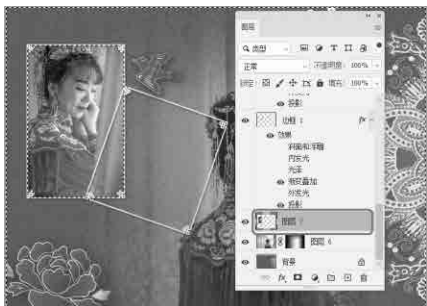 图层
类型
正常
不透明度: 100%
锁定:
填充: 100%
投影
边框 1
fx
效果
斜面和浮雕
内发光
光泽
渐变叠加
外发光
投影
图层
图层 6
背景
fx